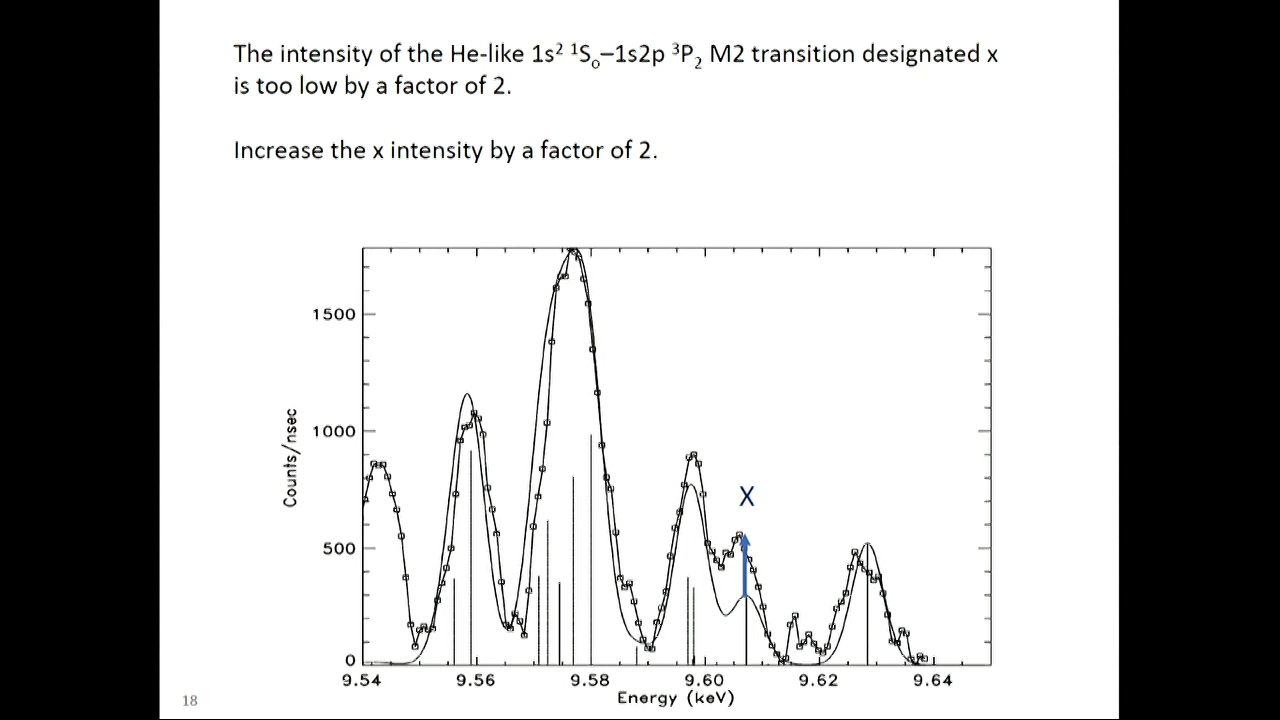 The intensity of the He-like 1s² ¹Sₒ–1s2p ³P₂ M2 transition designated x
is too low by a factor of 2.
Increase the x intensity by a factor of 2.
X
1500
1000
500
0
Counts/nsec
9.54 9.56 9.58 9.60 9.62 9.64
Energy (keV)
18